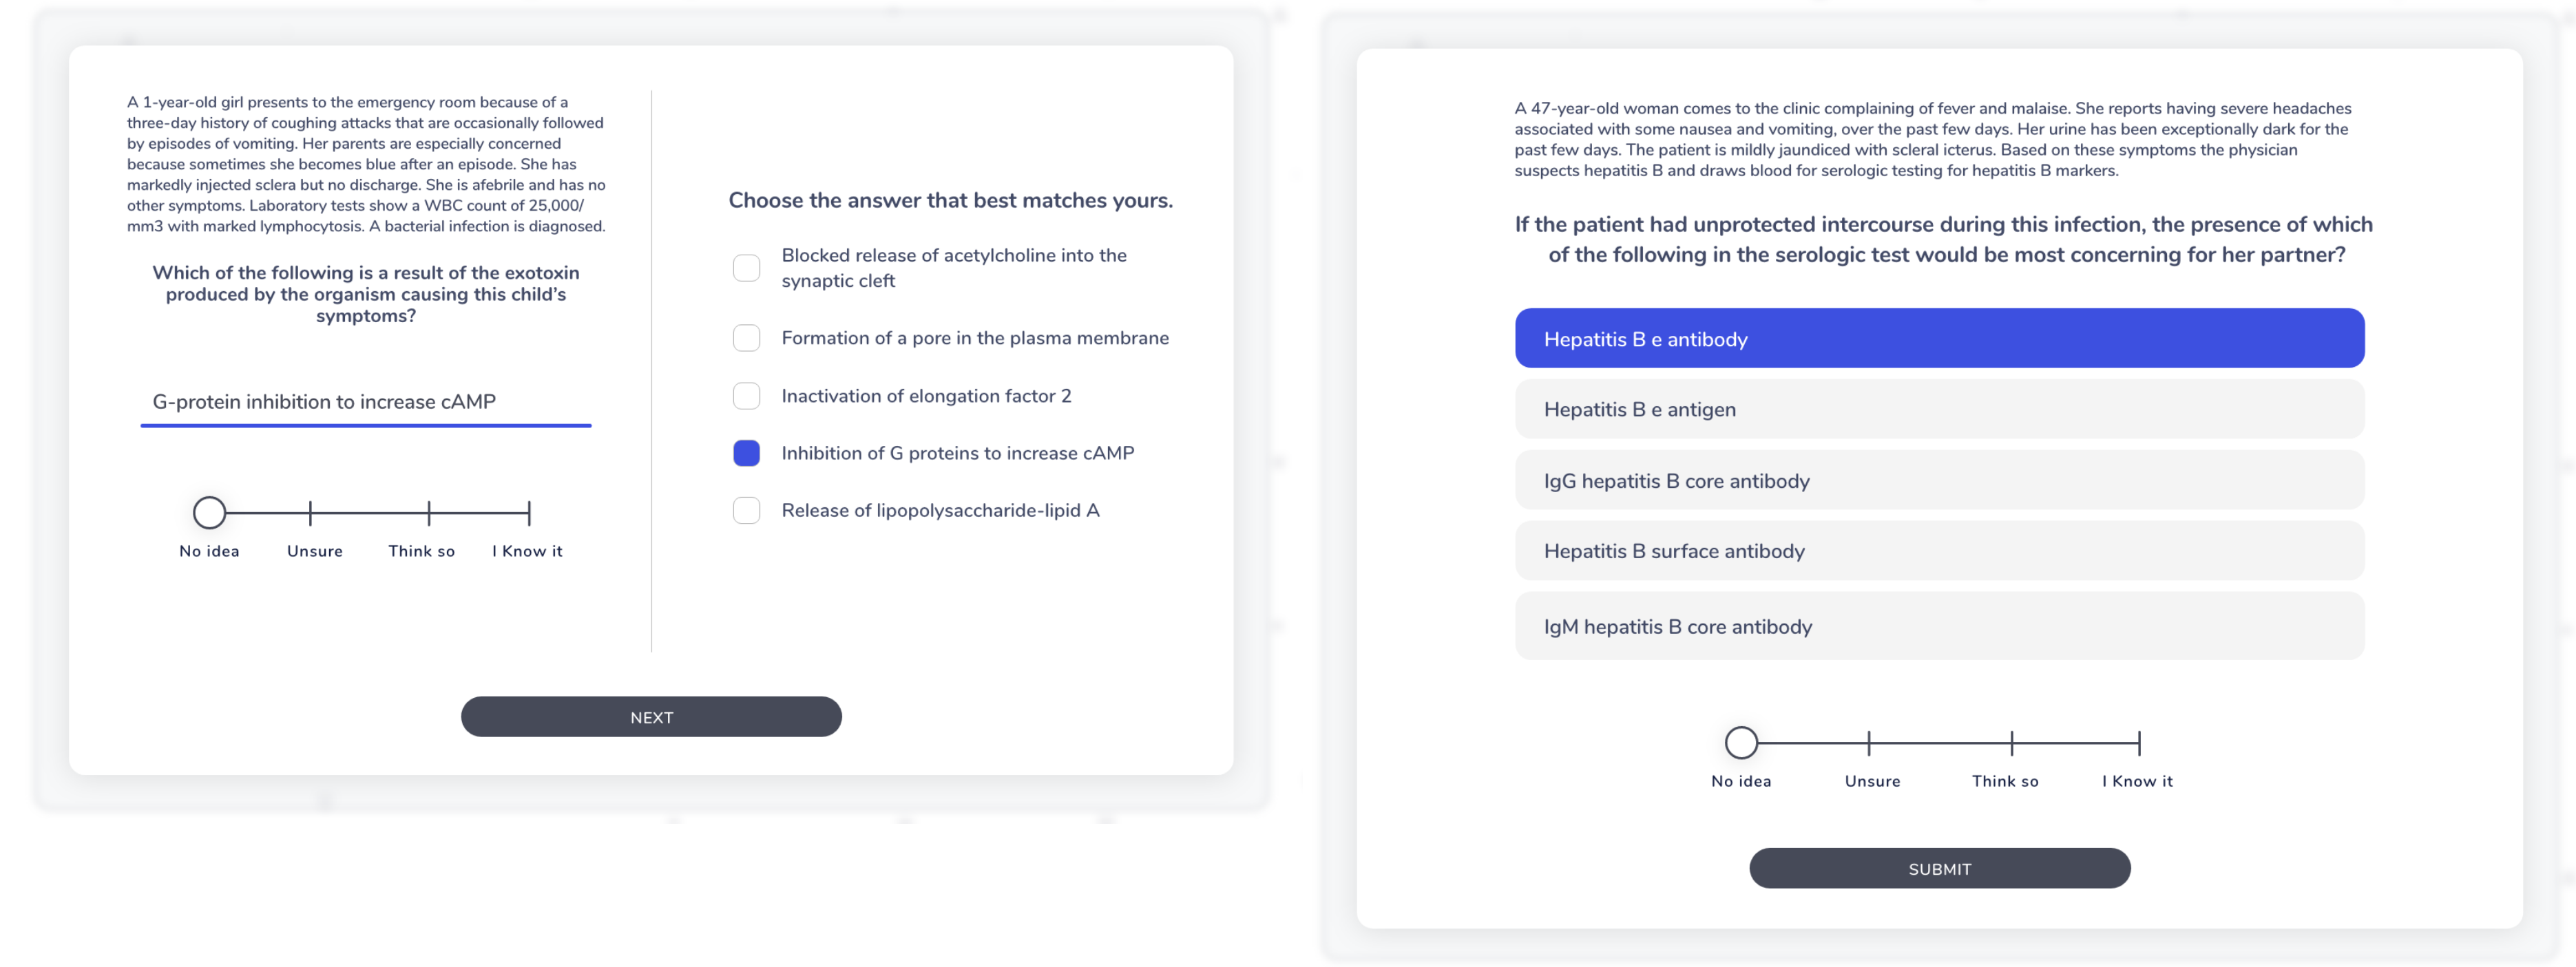 A 1-year-old girl presents to the emergency room because of a
three-day history of coughing attacks that are occasionally followed
by episodes of vomiting. Her parents are especially concerned
because sometimes she becomes blue after an episode. She has
markedly injected sclera but no discharge. She is afebrile and has no
other symptoms. Laboratory tests show a WBC count of 25,000/
mm3 with marked lymphocytosis. A bacterial infection is diagnosed.
Which of the following is a result of the exotoxin
produced by the organism causing this child's
symptoms?
G-protein inhibition to increase cAMP
No idea Unsure Think so I Know it
Choose the answer that best matches yours.
Blocked release of acetylcholine into the
synaptic cleft
Formation of a pore in the plasma membrane
Inactivation of elongation factor 2
Inhibition of G proteins to increase cAMP
Release of lipopolysaccharide-lipid A
NEXT
A 47-year-old woman comes to the clinic complaining of fever and malaise. She reports having severe headaches
associated with some nausea and vomiting, over the past few days. Her urine has been exceptionally dark for the
past few days. The patient is mildly jaundiced with scleral icterus. Based on these symptoms the physician
suspects hepatitis B and draws blood for serologic testing for hepatitis B markers.
If the patient had unprotected intercourse during this infection, the presence of which
of the following in the serologic test would be most concerning for her partner?
Hepatitis B e antibody
Hepatitis B e antigen
IgG hepatitis B core antibody
Hepatitis B surface antibody
IgM hepatitis B core antibody
No idea Unsure Think so I Know it
SUBMIT